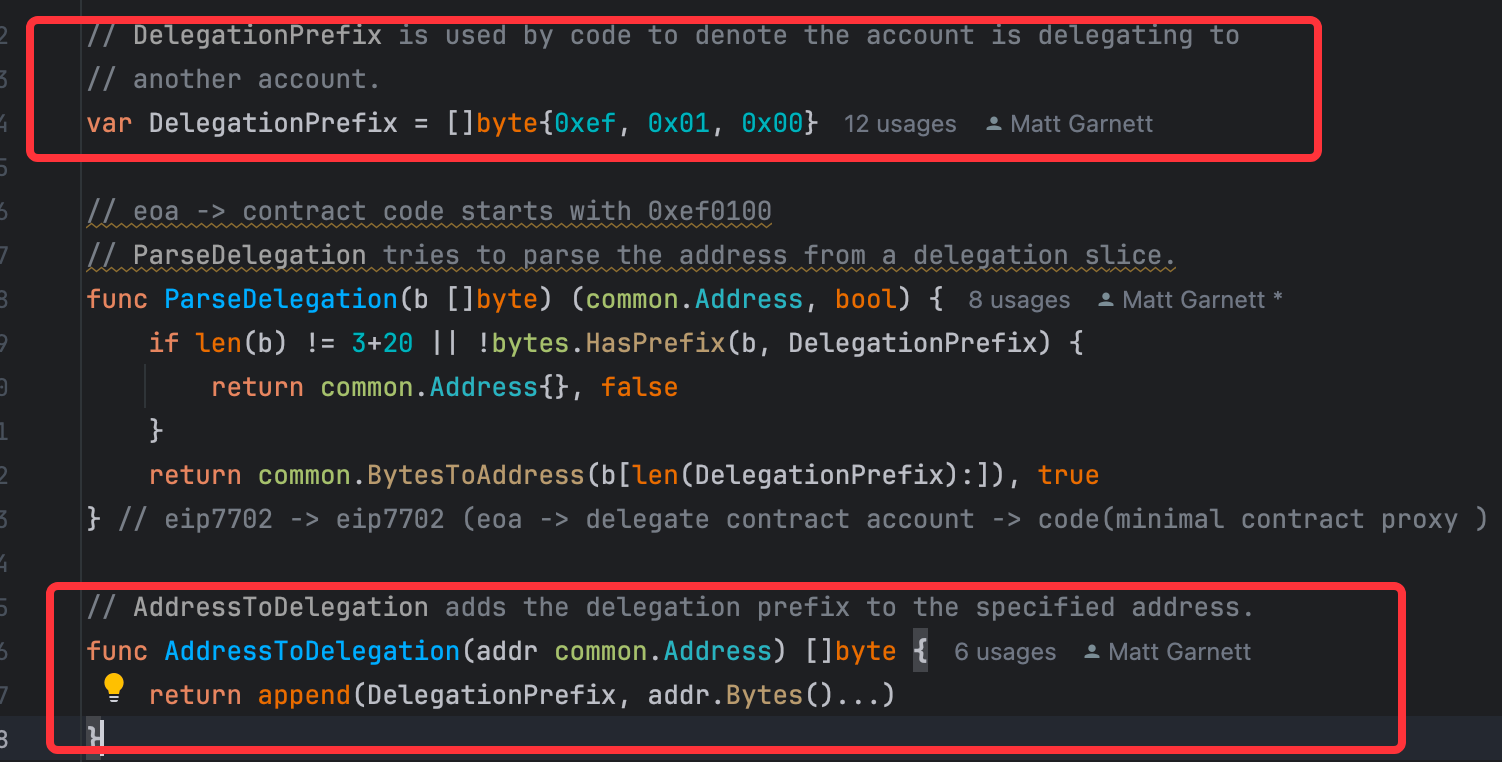 2 // DelegationPrefix is used by code to denote the account is delegating to
3 // another account.
4 var DelegationPrefix = []byte{0xef, 0x01, 0x00} 12 usages Matt Garnett
5
6 // eoa -> contract code starts with 0xef0100
7 // ParseDelegation tries to parse the address from a delegation slice.
8 func ParseDelegation(b []byte) (common.Address, bool) { 8 usages Matt Garnett *
9 if len(b) != 3+20 || !bytes.HasPrefix(b, DelegationPrefix) {
0 return common.Address{}, false
1 }
2 return common.BytesToAddress(b[len(DelegationPrefix):]), true
3 } // eip7702 -> eip7702 (eoa -> delegate contract account -> code(minimal contract proxy )
4
5 // AddressToDelegation adds the delegation prefix to the specified address.
6 func AddressToDelegation(addr common.Address) []byte { 6 usages Matt Garnett
7 return append(DelegationPrefix, addr.Bytes()...)
8 }